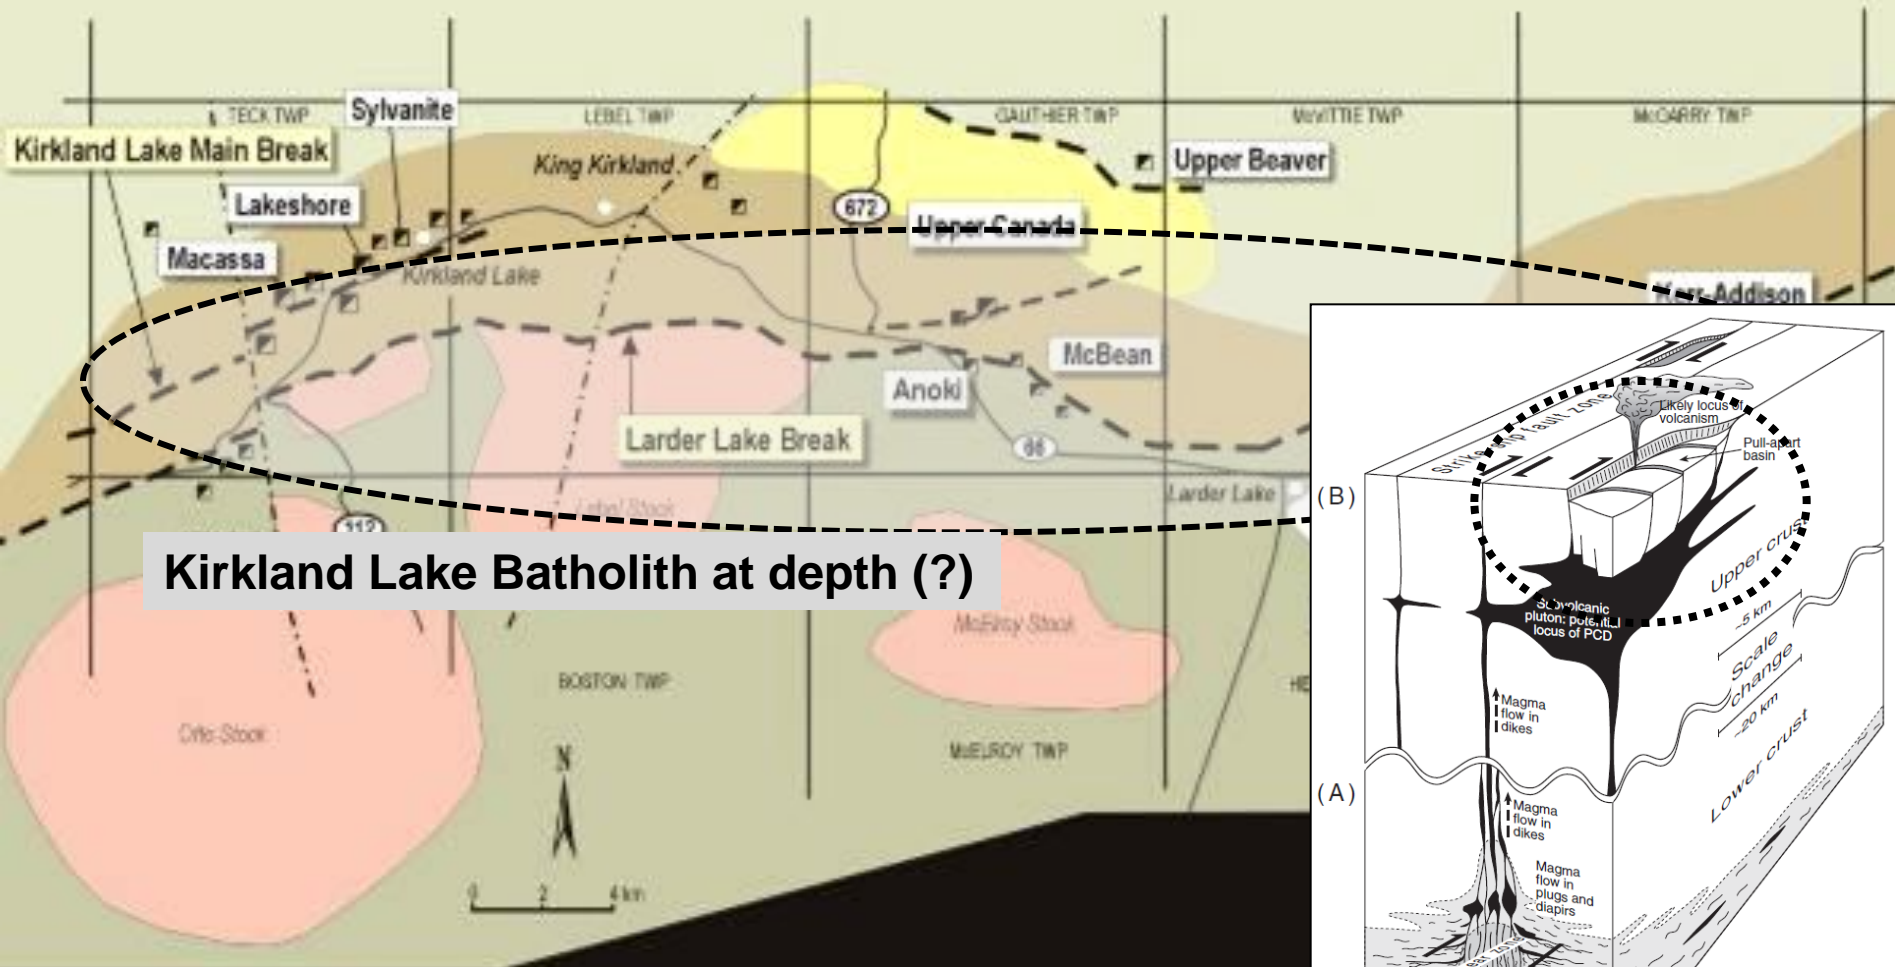 TECK TWP
Sylvanite
LEBEL TWP
GAUTHIER TWP
McVITTIE TWP
McGARRY TWP
Kirkland Lake Main Break
King Kirkland
Upper Beaver
Lakeshore
672
Upper Canada
Macassa
Kirkland Lake
Kerr-Addison
McBean
Anoki
Larder Lake Break
66
Larder Lake
Lebel Stock
112
Kirkland Lake Batholith at depth (?)
McElroy Stock
BOSTON TWP
HE
Otto Stock
McELROY TWP
N
0 2 4 km
Strike-slip fault zone
Likely locus of
volcanism
Pull-apart
basin
(B)
Upper crust
Subvolcanic
pluton: potential
locus of PCD
~5 km
Scale
change
~20 km
Magma
flow in
dikes
Lower crust
(A)
Magma
flow in
dikes
Magma
flow in
plugs and
diapirs